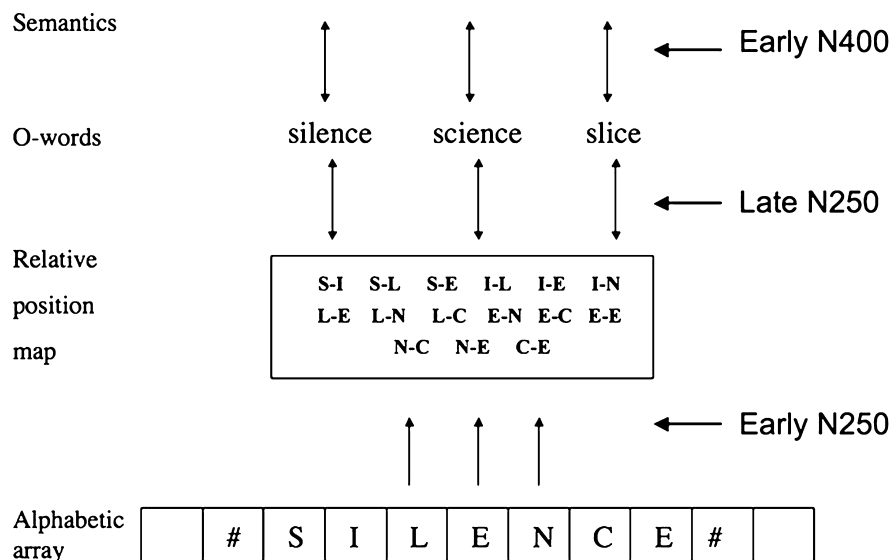 Semantics
Early N400
O-words silence science slice
Late N250
Relative
position
map
S-I S-L S-E I-L I-E I-N
L-E L-N L-C E-N E-C E-E
N-C N-E C-E
Early N250
Alphabetic
array
# S I L E N C E #